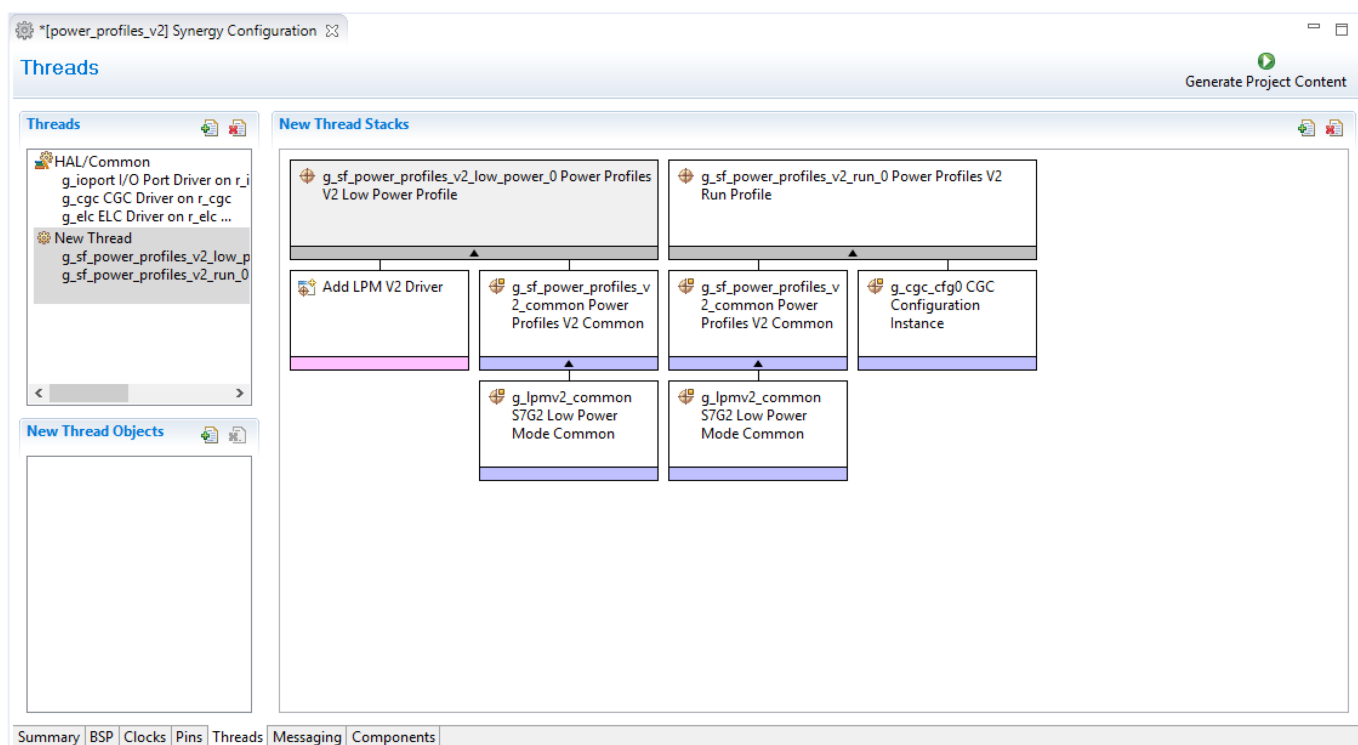 *[power_profiles_v2] Synergy Configuration
Threads
Generate Project Content
Threads
HAL/Common
g_ioport I/O Port Driver on r_i
g_cgc CGC Driver on r_cgc
g_elc ELC Driver on r_elc ...
New Thread
g_sf_power_profiles_v2_low_p
g_sf_power_profiles_v2_run_0
New Thread Objects
New Thread Stacks
g_sf_power_profiles_v2_low_power_0 Power Profiles
V2 Low Power Profile
g_sf_power_profiles_v2_run_0 Power Profiles V2
Run Profile
Add LPM V2 Driver
g_sf_power_profiles_v
2_common Power
Profiles V2 Common
g_sf_power_profiles_v
2_common Power
Profiles V2 Common
g_cgc_cfg0 CGC
Configuration
Instance
g_lpmv2_common
S7G2 Low Power
Mode Common
g_lpmv2_common
S7G2 Low Power
Mode Common
Summary BSP Clocks Pins Threads Messaging Components